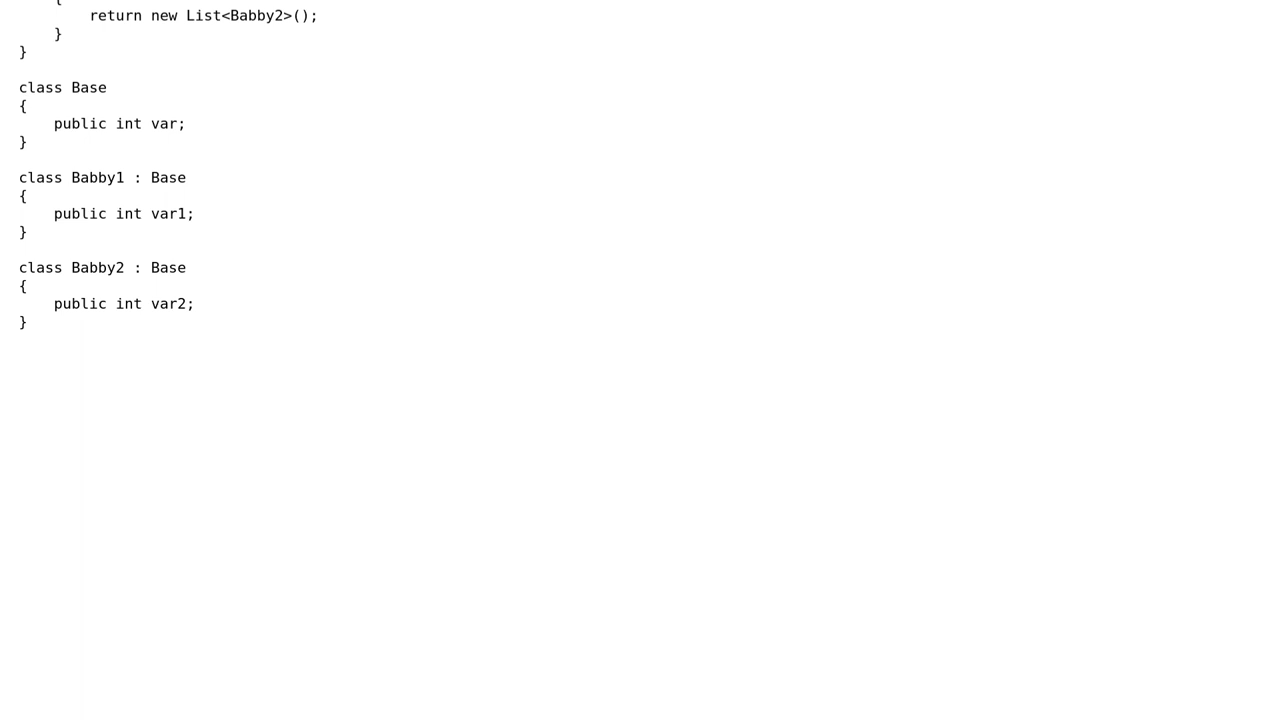 {
        return new List<Babby2>();
    }
}

class Base
{
    public int var;
}

class Babby1 : Base
{
    public int var1;
}

class Babby2 : Base
{
    public int var2;
}